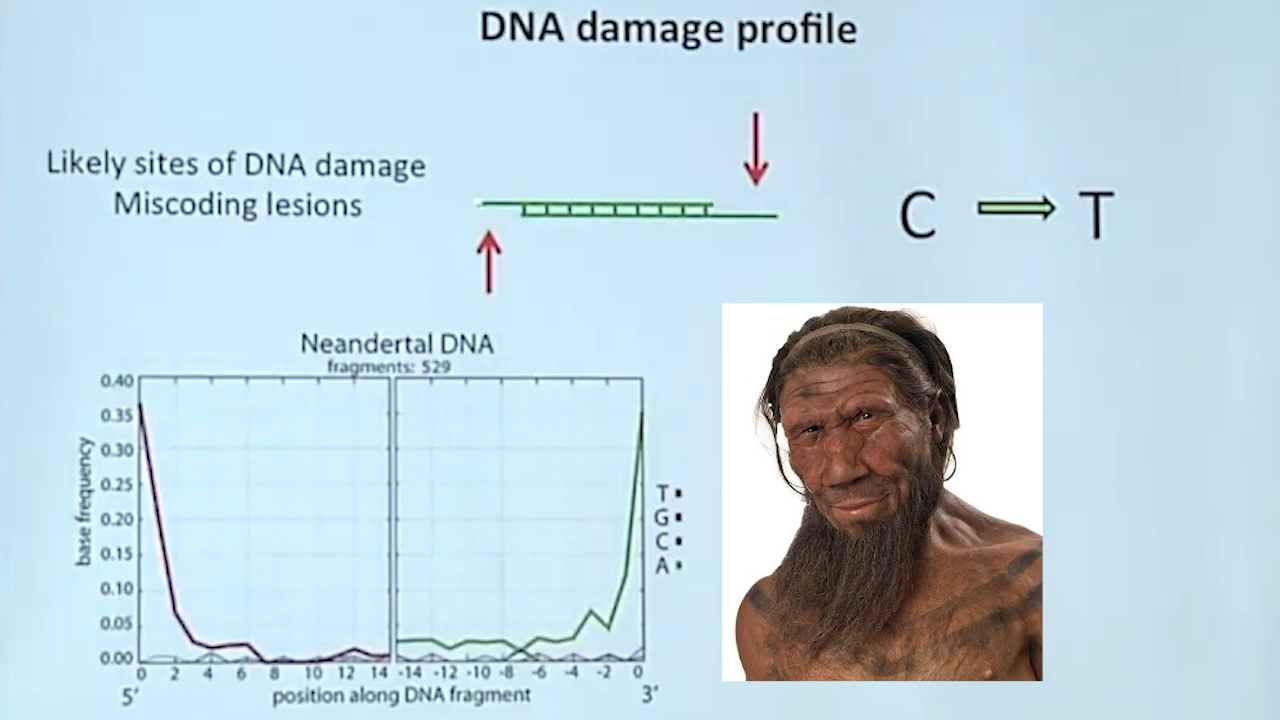 DNA damage profile
Likely sites of DNA damage
Miscoding lesions
C T
Neandertal DNA
fragments: 529
0.40
0.35
0.30
0.25
0.20
0.15
0.10
0.05
0.00
base frequency
T
G
C
A
0 2 4 6 8 10 12 14 -14 -12 -10 -8 -6 -4 -2 0
5' position along DNA fragment 3'